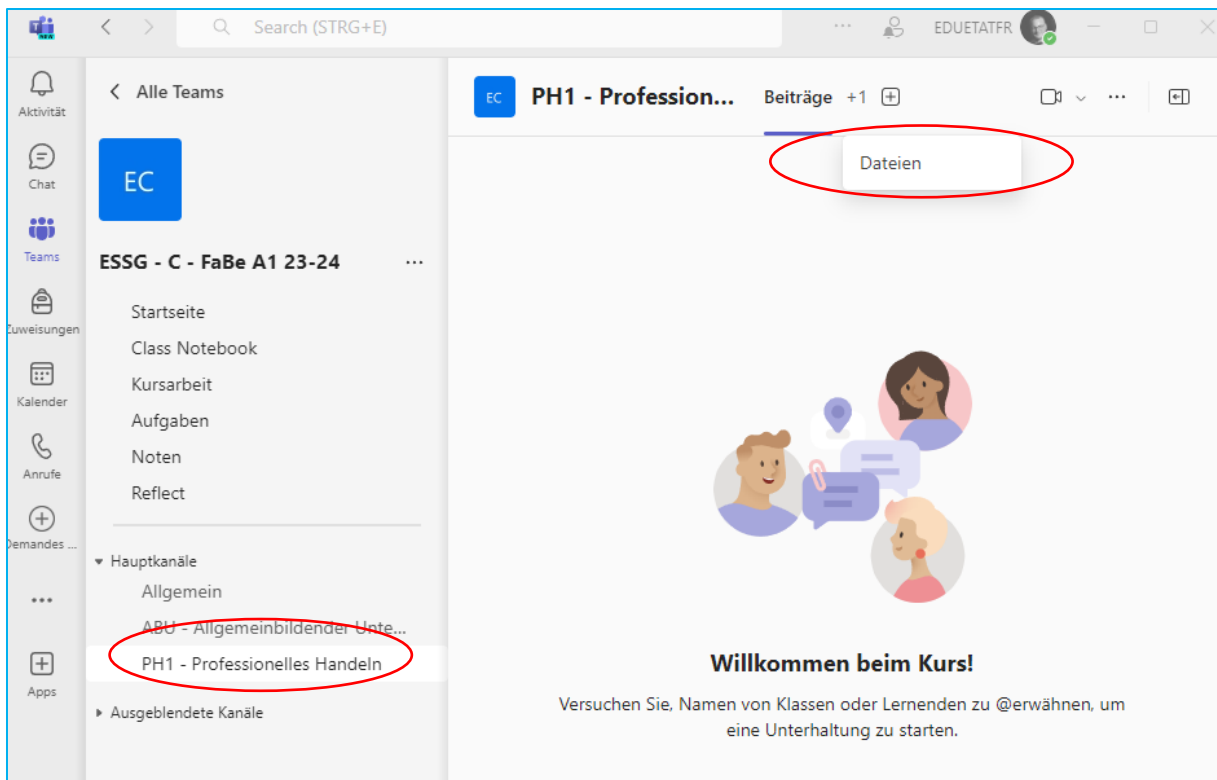 Search (STRG+E)
EDUETATFR
NEW
Aktivität
Chat
Teams
Zuweisungen
Kalender
Anrufe
Demandes ...
Apps
Alle Teams
EC
ESSG - C - FaBe A1 23-24
Startseite
Class Notebook
Kursarbeit
Aufgaben
Noten
Reflect
Hauptkanäle
Allgemein
ABU - Allgemeinbildender Unte...
PH1 - Professionelles Handeln
Ausgeblendete Kanäle
EC PH1 - Profession... Beiträge +1
Dateien
Willkommen beim Kurs!
Versuchen Sie, Namen von Klassen oder Lernenden zu @erwähnen, um
eine Unterhaltung zu starten.